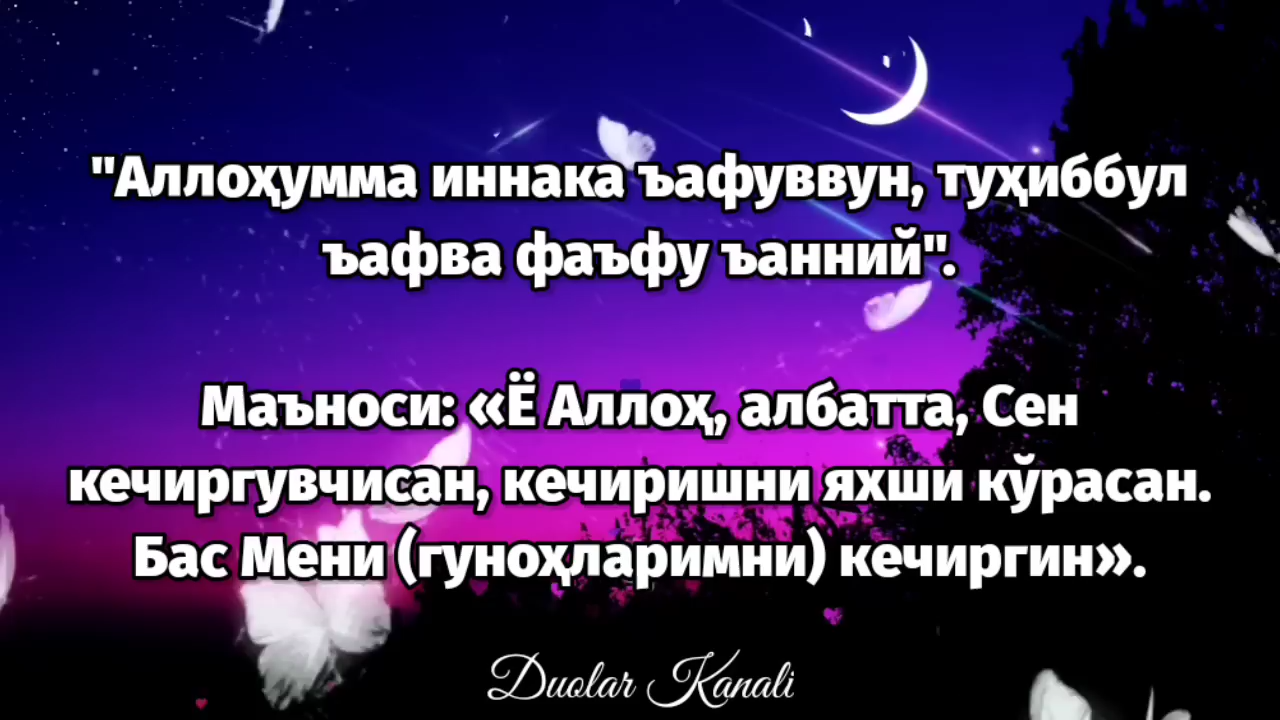 "Аллоҳумма иннака ъафуввун, туҳиббул
ъафва фаъфу ъанний".
Маъноси: «Ё Аллоҳ, албатта, Сен
кечиргувчисан, кечиришни яхши кўрасан.
Бас Мени (гуноҳларимни) кечиргин».
Duolar Kanali